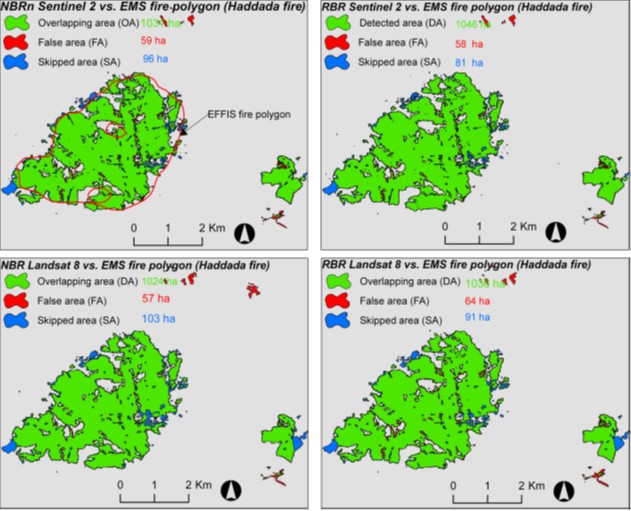 NBRn Sentinel 2 vs. EMS fire-polygon (Haddada fire)
Overlapping area (OA)
False area (FA) 59 ha
Skipped area (SA) 96 ha
EFFIS fire polygon
0 1 2 Km
RBR Sentinel 2 vs. EMS fire polygon (Haddada fire)
Detected area (DA) 1046 ha
False area (FA) 58 ha
Skipped area (SA) 81 ha
0 1 2 Km
NBR Landsat 8 vs. EMS fire polygon (Haddada fire)
Overlapping area (DA) 1024 ha
False area (FA) 57 ha
Skipped area (SA) 103 ha
0 1 2 Km
RBR Landsat 8 vs. EMS fire polygon (Haddada fire)
Overlapping area (DA)
False area (FA) 64 ha
Skipped area (SA) 91 ha
0 1 2 Km